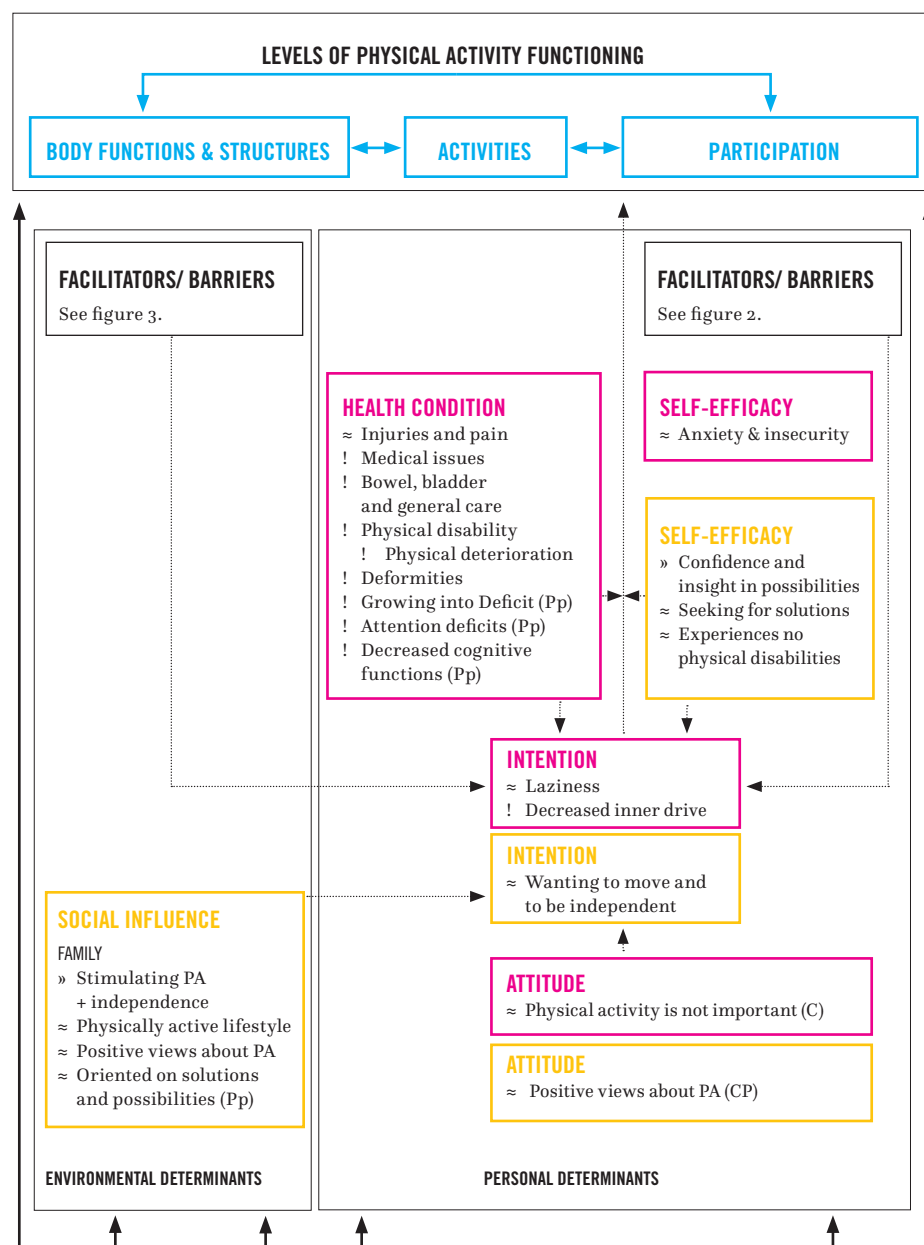 LEVELS OF PHYSICAL ACTIVITY FUNCTIONING
BODY FUNCTIONS & STRUCTURES
ACTIVITIES
PARTICIPATION
FACILITATORS/ BARRIERS
See figure 3.
FACILITATORS/ BARRIERS
See figure 2.
HEALTH CONDITION
≈ Injuries and pain
! Medical issues
! Bowel, bladder
and general care
! Physical disability
! Physical deterioration
! Deformities
! Growing into Deficit (Pp)
! Attention deficits (Pp)
! Decreased cognitive
functions (Pp)
SELF-EFFICACY
≈ Anxiety & insecurity
SELF-EFFICACY
» Confidence and
insight in possibilities
≈ Seeking for solutions
≈ Experiences no
physical disabilities
INTENTION
≈ Laziness
! Decreased inner drive
INTENTION
≈ Wanting to move and
to be independent
SOCIAL INFLUENCE
FAMILY
» Stimulating PA
+ independence
≈ Physically active lifestyle
≈ Positive views about PA
≈ Oriented on solutions
and possibilities (Pp)
ATTITUDE
≈ Physical activity is not important (C)
ATTITUDE
≈ Positive views about PA (CP)
ENVIRONMENTAL DETERMINANTS
PERSONAL DETERMINANTS